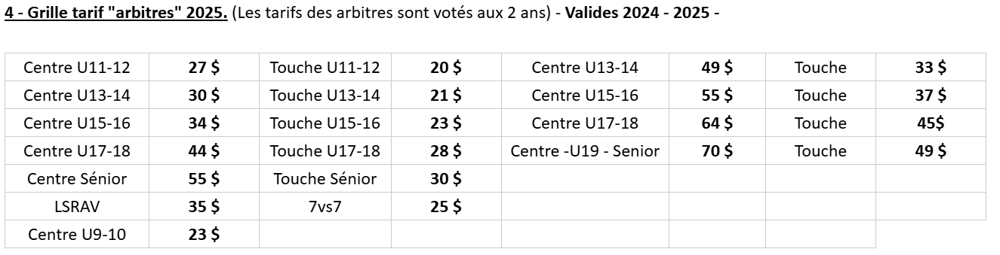 4 - Grille tarif "arbitres" 2025. (Les tarifs des arbitres sont votés aux 2 ans) - Valides 2024 - 2025 -
Centre U11-12 27 $ Touche U11-12 20 $ Centre U13-14 49 $ Touche 33 $
Centre U13-14 30 $ Touche U13-14 21 $ Centre U15-16 55 $ Touche 37 $
Centre U15-16 34 $ Touche U15-16 23 $ Centre U17-18 64 $ Touche 45$
Centre U17-18 44 $ Touche U17-18 28 $ Centre -U19 - Senior 70 $ Touche 49 $
Centre Sénior 55 $ Touche Sénior 30 $
LSRAV 35 $ 7vs7 25 $
Centre U9-10 23 $